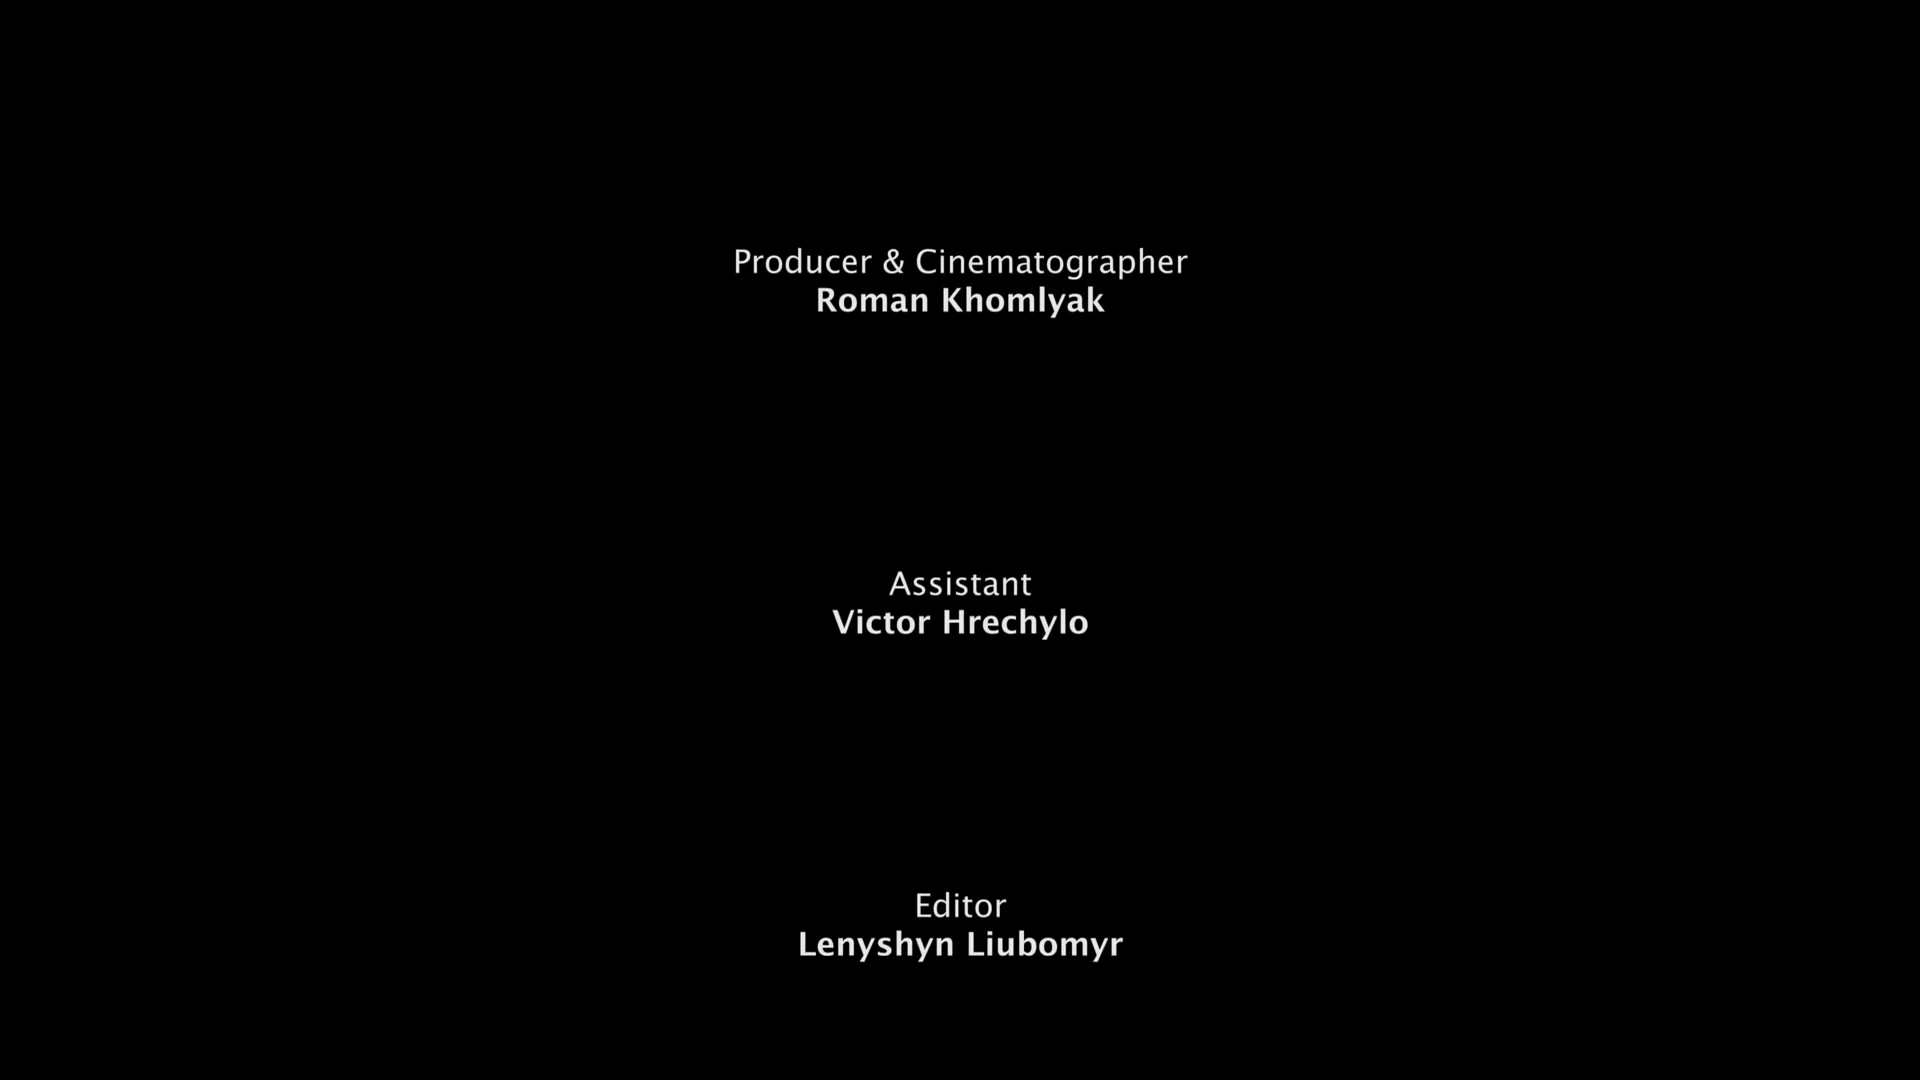 Producer & Cinematographer
Roman Khomlyak
Assistant
Victor Hrechylo
Editor
Lenyshyn Liubomyr